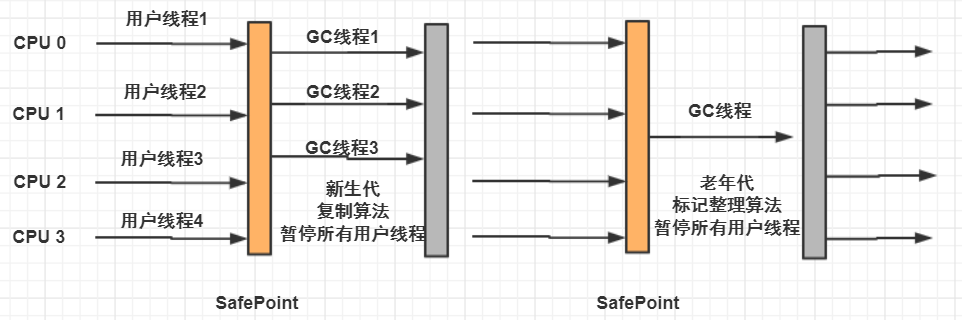 用户线程1
CPU 0
GC线程1
用户线程2
GC线程2
CPU 1
GC线程
用户线程3
GC线程3
CPU 2
新生代
复制算法
暂停所有用户线程
老年代
标记整理算法
暂停所有用户线程
用户线程4
CPU 3
SafePoint
SafePoint